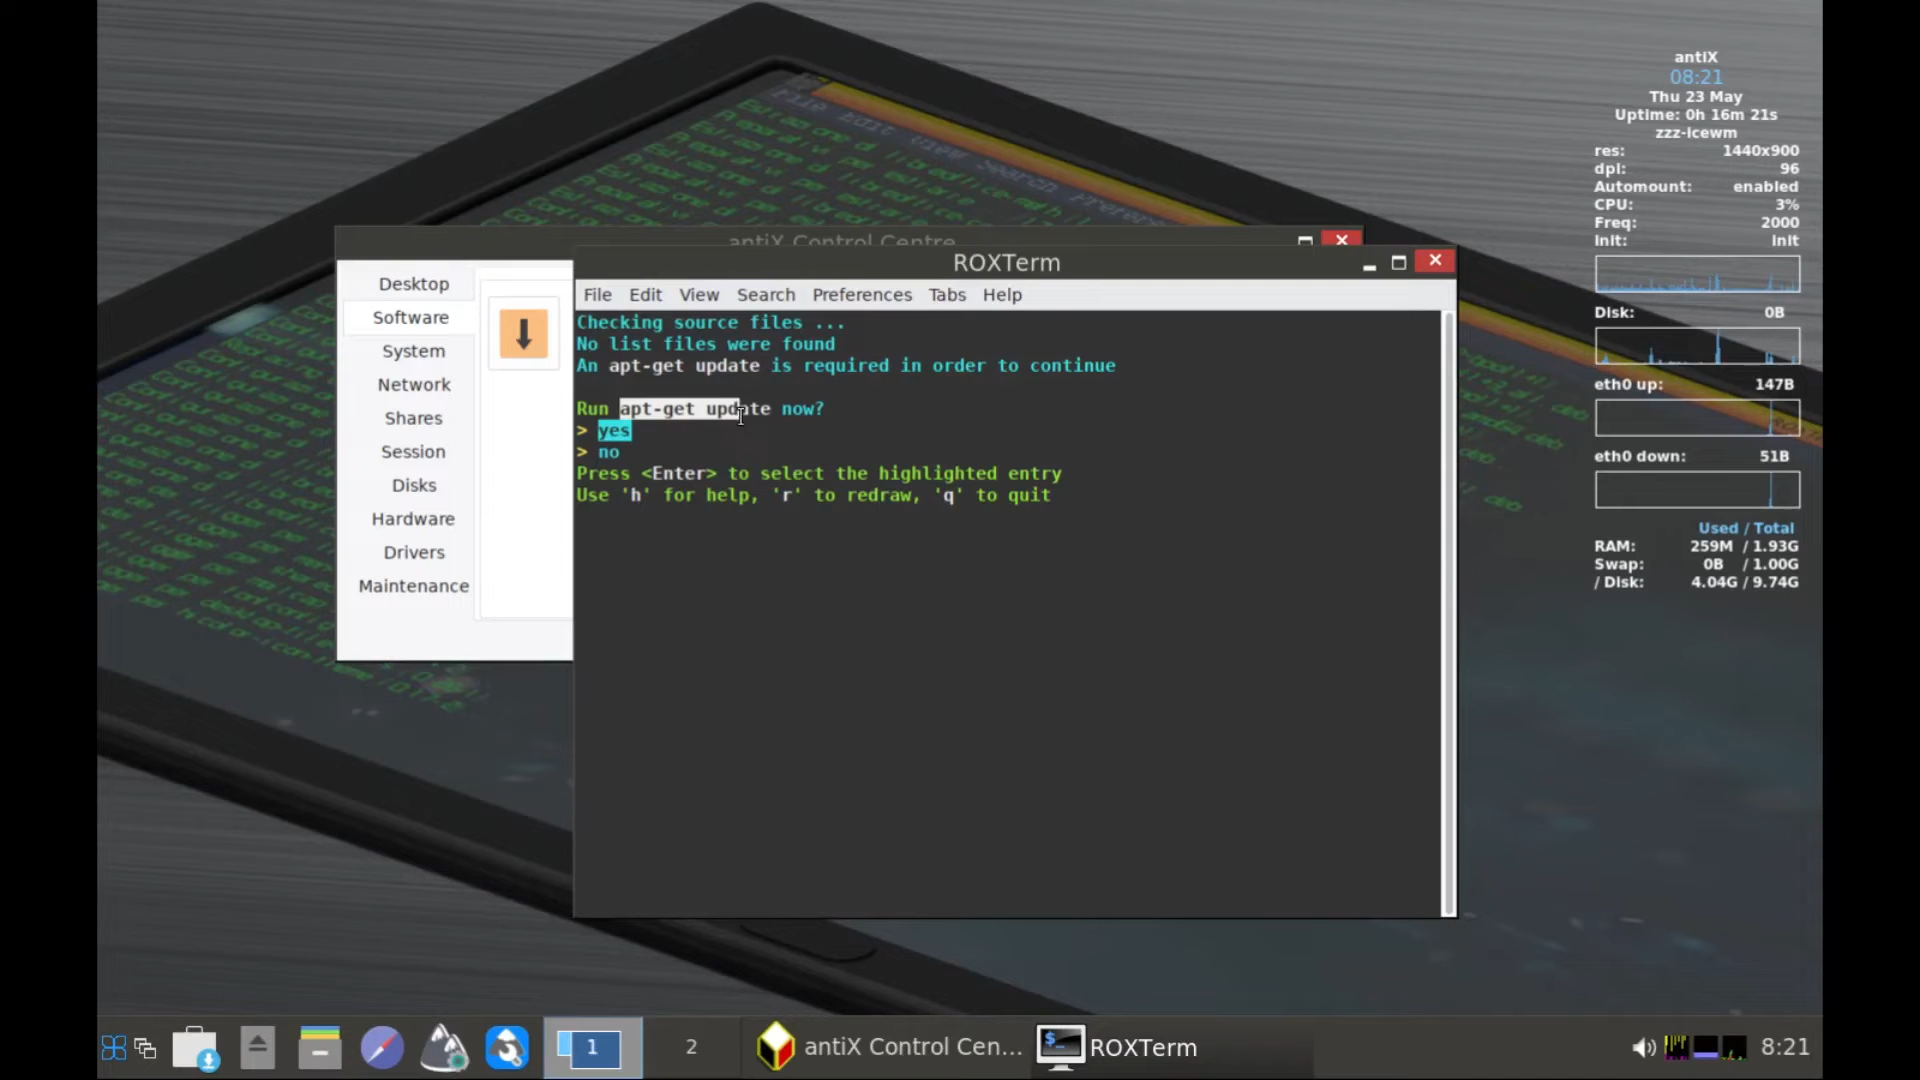 antiX
08:21
Thu 23 May
Uptime: 0h 16m 21s
zzz-icewm
res: 1440x900
dpi: 96
Automount: enabled
CPU: 3%
Freq: 2000
Init: init
Disk: 0B
eth0 up: 147B
eth0 down: 51B
Used / Total
RAM: 259M / 1.93G
Swap: 0B / 1.00G
/ Disk: 4.04G / 9.74G
antiX Control Centre
Desktop
Software
System
Network
Shares
Session
Disks
Hardware
Drivers
Maintenance
ROXTerm
File Edit View Search Preferences Tabs Help
Checking source files ...
No list files were found
An apt-get update is required in order to continue
Run apt-get update now?
> yes
> no
Press <Enter> to select the highlighted entry
Use 'h' for help, 'r' to redraw, 'q' to quit
1
2
antiX Control Cen...
ROXTerm
8:21